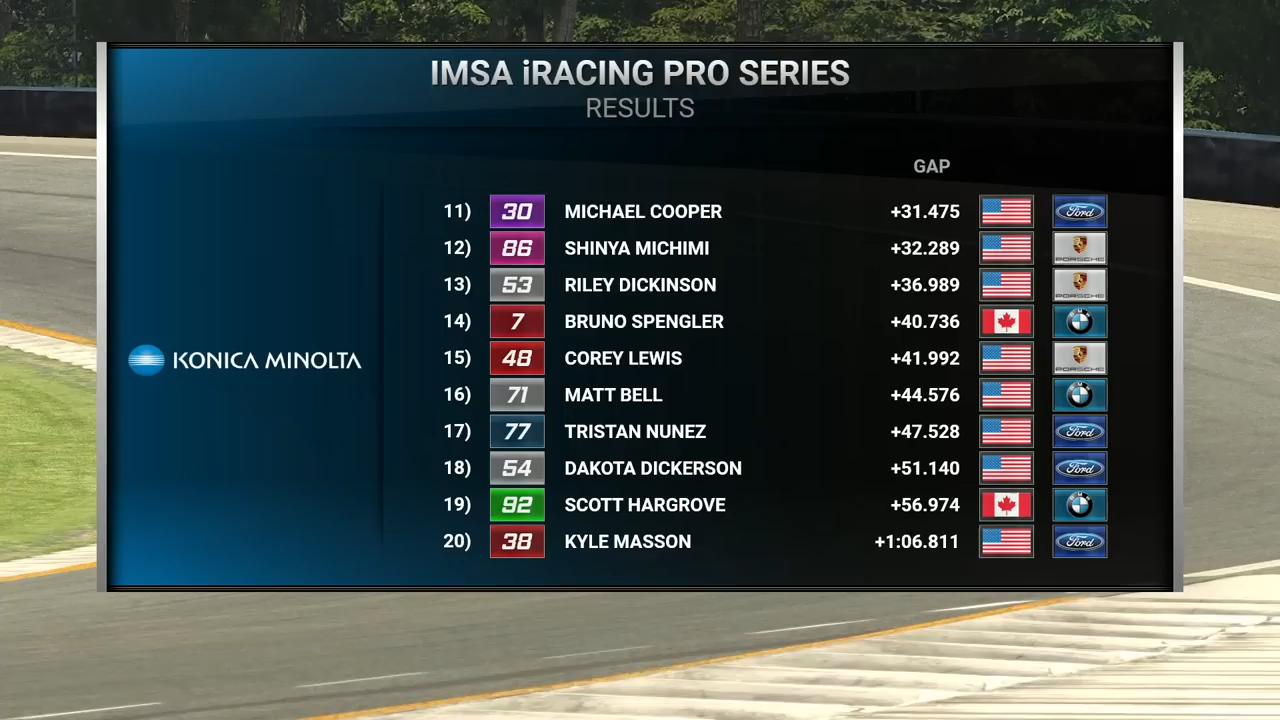 IMSA iRACING PRO SERIES
RESULTS
GAP
11) 30 MICHAEL COOPER +31.475 Ford
12) 86 SHINYA MICHIMI +32.289 PORSCHE
13) 53 RILEY DICKINSON +36.989 PORSCHE
14) 7 BRUNO SPENGLER +40.736 BMW
15) 48 COREY LEWIS +41.992 PORSCHE
16) 71 MATT BELL +44.576 BMW
17) 77 TRISTAN NUNEZ +47.528 Ford
18) 54 DAKOTA DICKERSON +51.140 Ford
19) 92 SCOTT HARGROVE +56.974 BMW
20) 38 KYLE MASSON +1:06.811 Ford
KONICA MINOLTA